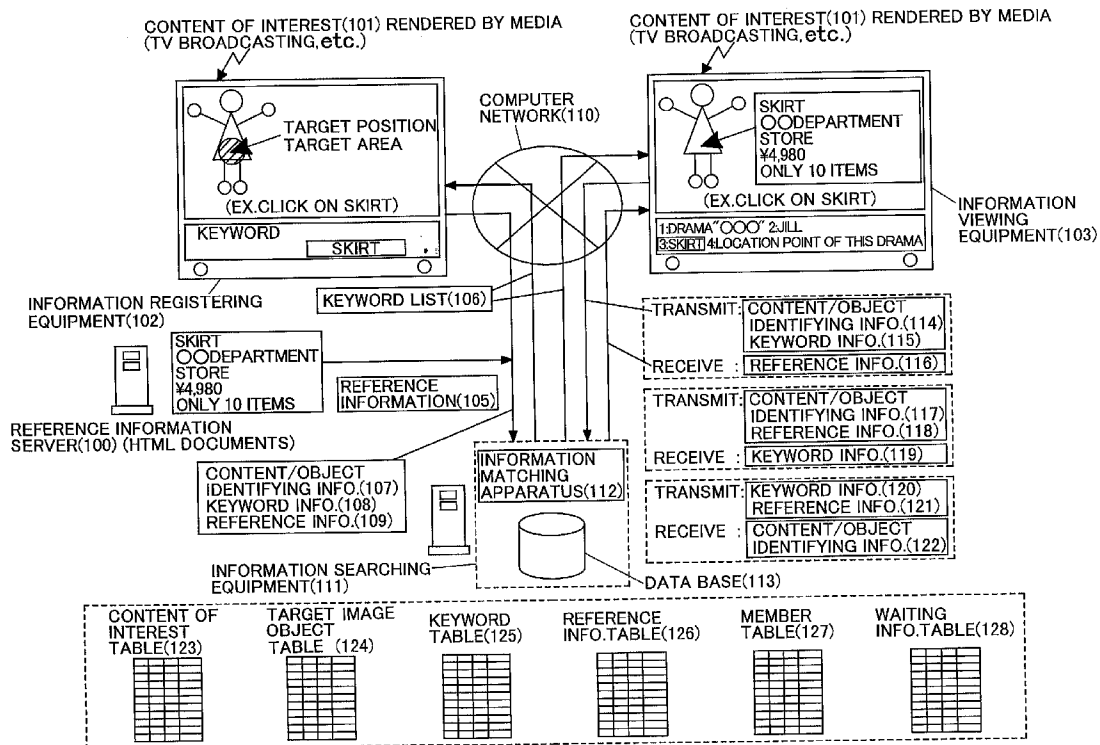 CONTENT OF INTEREST(101) RENDERED BY MEDIA
(TV BROADCASTING,etc.)
CONTENT OF INTEREST(101) RENDERED BY MEDIA
(TV BROADCASTING,etc.)
TARGET POSITION
TARGET AREA
(EX.CLICK ON SKIRT)
KEYWORD
SKIRT
COMPUTER
NETWORK(110)
SKIRT
○○DEPARTMENT
STORE
¥4,980
ONLY 10 ITEMS
(EX.CLICK ON SKIRT)
1:DRAMA"○○○" 2:JILL
3:SKIRT 4:LOCATION POINT OF THIS DRAMA
INFORMATION
VIEWING
EQUIPMENT(103)
INFORMATION REGISTERING
EQUIPMENT(102)
KEYWORD LIST(106)
SKIRT
○○DEPARTMENT
STORE
¥4,980
ONLY 10 ITEMS
REFERENCE
INFORMATION(105)
REFERENCE INFORMATION
SERVER(100) (HTML DOCUMENTS)
TRANSMIT: CONTENT/OBJECT
IDENTIFYING INFO.(114)
KEYWORD INFO.(115)
RECEIVE : REFERENCE INFO.(116)
TRANSMIT: CONTENT/OBJECT
IDENTIFYING INFO.(117)
REFERENCE INFO.(118)
RECEIVE : KEYWORD INFO.(119)
TRANSMIT: KEYWORD INFO.(120)
REFERENCE INFO.(121)
RECEIVE : CONTENT/OBJECT
IDENTIFYING INFO.(122)
CONTENT/OBJECT
IDENTIFYING INFO.(107)
KEYWORD INFO.(108)
REFERENCE INFO.(109)
INFORMATION
MATCHING
APPARATUS(112)
INFORMATION SEARCHING
EQUIPMENT(111)
DATA BASE(113)
CONTENT OF
INTEREST
TABLE(123)
TARGET IMAGE
OBJECT
TABLE (124)
KEYWORD
TABLE(125)
REFERENCE
INFO.TABLE(126)
MEMBER
TABLE(127)
WAITING
INFO.TABLE(128)